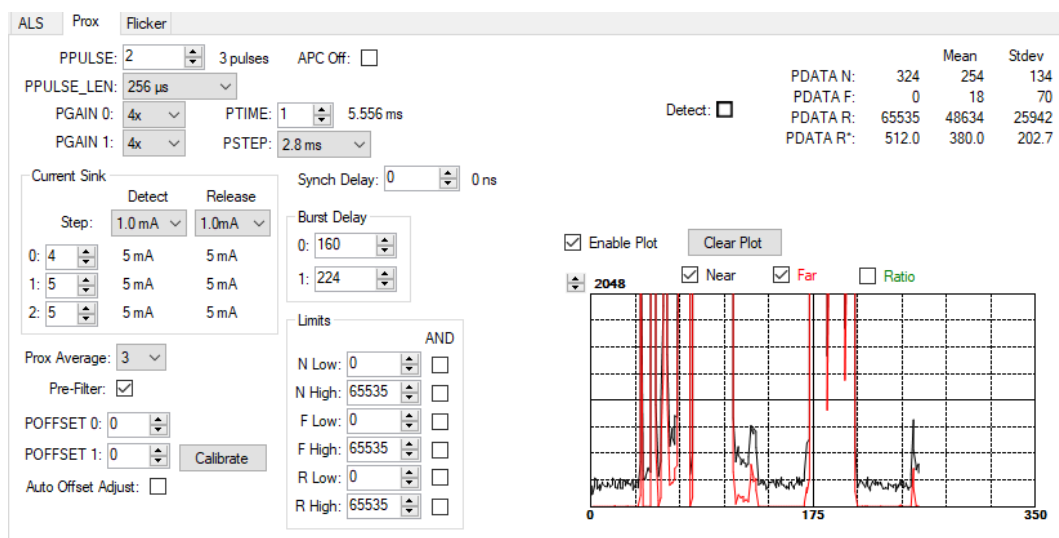 ALS Prox Flicker
PPULSE: 2 3 pulses APC Off:
PPULSE_LEN: 256 µs
PGAIN 0: 4x PTIME: 1 5.556 ms
PGAIN 1: 4x PSTEP: 2.8 ms
Current Sink
Detect Release
Step: 1.0 mA 1.0mA
0: 4 5 mA 5 mA
1: 5 5 mA 5 mA
2: 5 5 mA 5 mA
Prox Average: 3
Pre-Filter:
POFFSET 0: 0
POFFSET 1: 0 Calibrate
Auto Offset Adjust:
Synch Delay: 0 0 ns
Burst Delay
0: 160
1: 224
Limits
AND
N Low: 0
N High: 65535
F Low: 0
F High: 65535
R Low: 0
R High: 65535
Detect:
Mean Stdev
PDATA N: 324 254 134
PDATA F: 0 18 70
PDATA R: 65535 48634 25942
PDATA R*: 512.0 380.0 202.7
Enable Plot Clear Plot
2048 Near Far Ratio
0 175 350